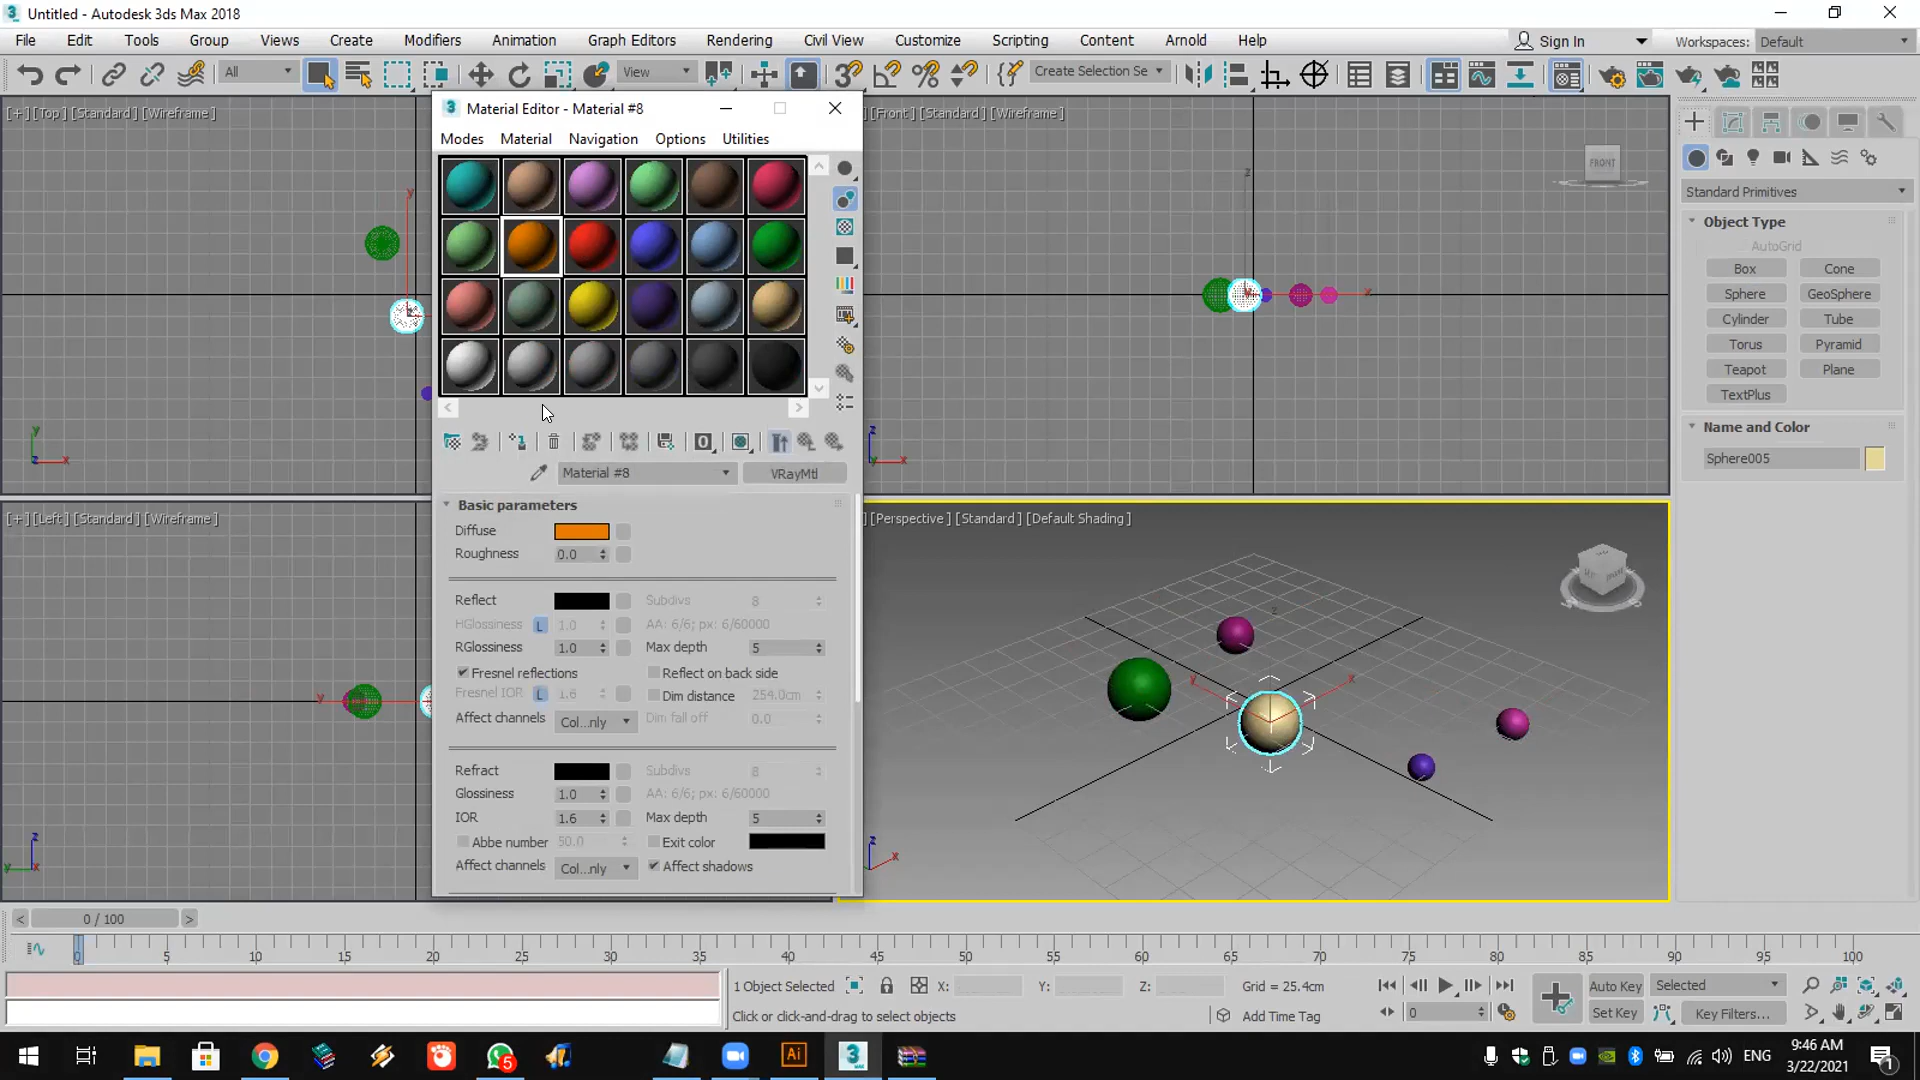 Untitled - Autodesk 3ds Max 2018
File Edit Tools Group Views Create Modifiers Animation Graph Editors Rendering Civil View Customize Scripting Content Arnold Help Sign In Workspaces: Default
All View Create Selection Se
[+][Top][Standard][Wireframe]
Material Editor - Material #8
Modes Material Navigation Options Utilities
Material #8 VRayMtl
Basic parameters
Diffuse
Roughness 0.0
Reflect Subdivs 8
HGlossiness L 1.0 AA: 6/6; px: 6/60000
RGlossiness 1.0 Max depth 5
Fresnel reflections Reflect on back side
Fresnel IOR L 1.6 Dim distance 254.0cm
Affect channels Col...nly Dim fall off 0.0
Refract Subdivs 8
Glossiness 1.0 AA: 6/6; px: 6/60000
IOR 1.6 Max depth 5
Abbe number 50.0 Exit color
Affect channels Col...nly Affect shadows
[Front][Standard][Wireframe]
FRONT
z
x
y
[+][Left][Standard][Wireframe]
][Perspective][Standard][Default Shading]
Standard Primitives
Object Type
AutoGrid
Box Cone
Sphere GeoSphere
Cylinder Tube
Torus Pyramid
Teapot Plane
TextPlus
Name and Color
Sphere005
< 0 / 100 >
0 5 10 15 20 25 30 35 40 45 50 55 60 65 70 75 80 85 90 95 100
1 Object Selected X: Y: Z: Grid = 25.4cm Auto Key Selected
Click or click-and-drag to select objects Add Time Tag 0 Set Key Key Filters...
5 Ai 3 MAX ENG 9:46 AM
3/22/2021 1